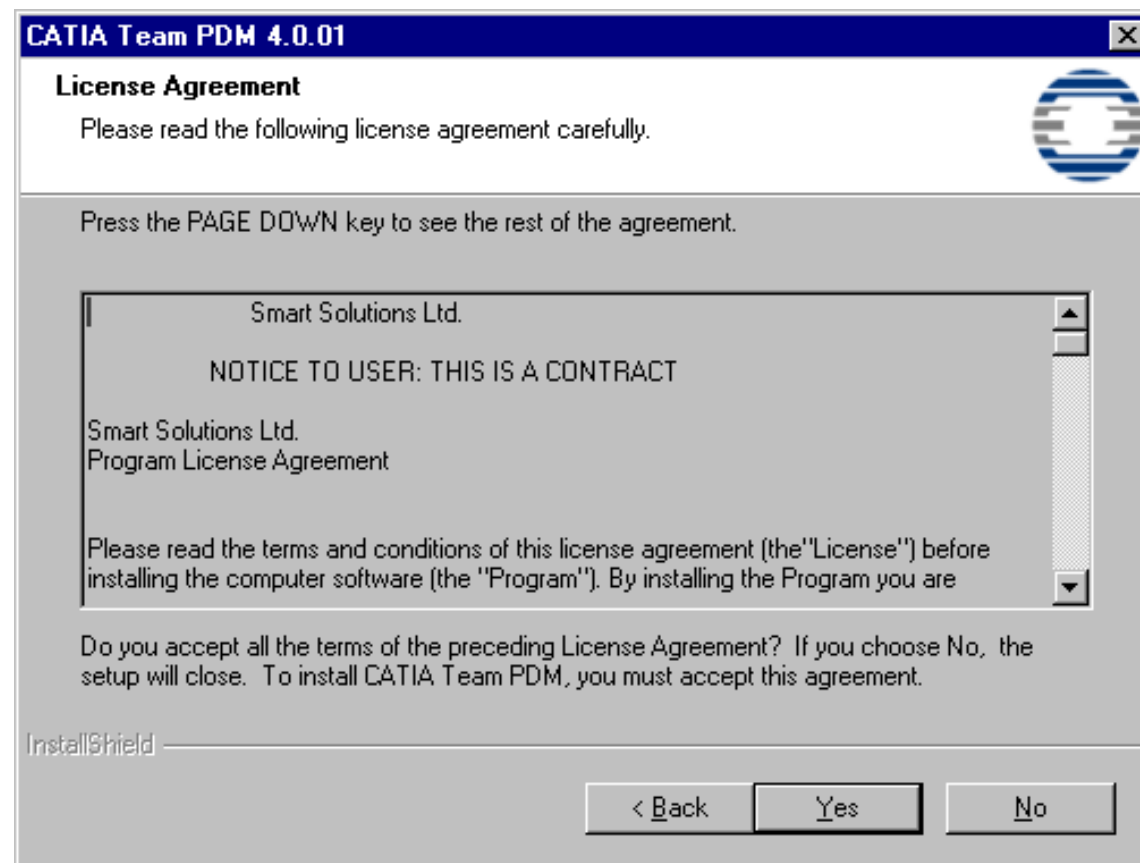 CATIA Team PDM 4.0.01
License Agreement
Please read the following license agreement carefully.
Press the PAGE DOWN key to see the rest of the agreement.
Smart Solutions Ltd.
NOTICE TO USER: THIS IS A CONTRACT
Smart Solutions Ltd.
Program License Agreement
Please read the terms and conditions of this license agreement (the"License") before
installing the computer software (the "Program"). By installing the Program you are
Do you accept all the terms of the preceding License Agreement?  If you choose No,  the
setup will close.  To install CATIA Team PDM, you must accept this agreement.
InstallShield
< Back
Yes
No